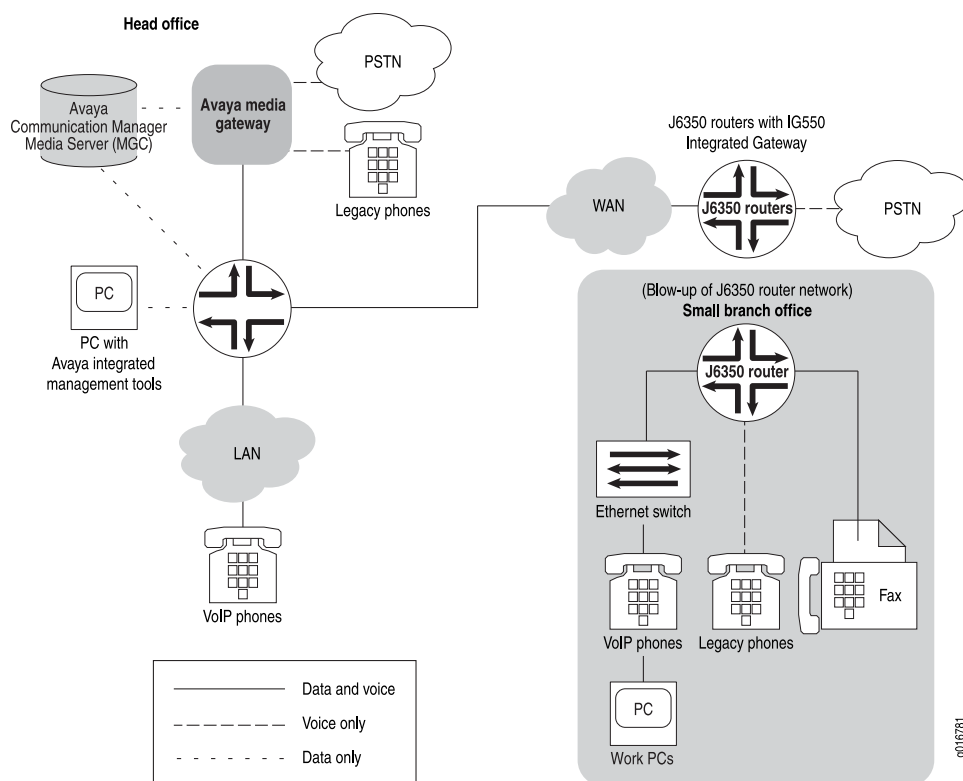 Head office
PSTN
Avaya
Communication Manager
Media Server (MGC)
Avaya media
gateway
Legacy phones
J6350 routers with IG550
Integrated Gateway
WAN
J6350 routers
PSTN
PC
PC with
Avaya integrated
management tools
(Blow-up of J6350 router network)
Small branch office
J6350 router
LAN
Ethernet switch
VoIP phones
Fax
VoIP phones
Legacy phones
PC
Work PCs
Data and voice
Voice only
Data only
g016781